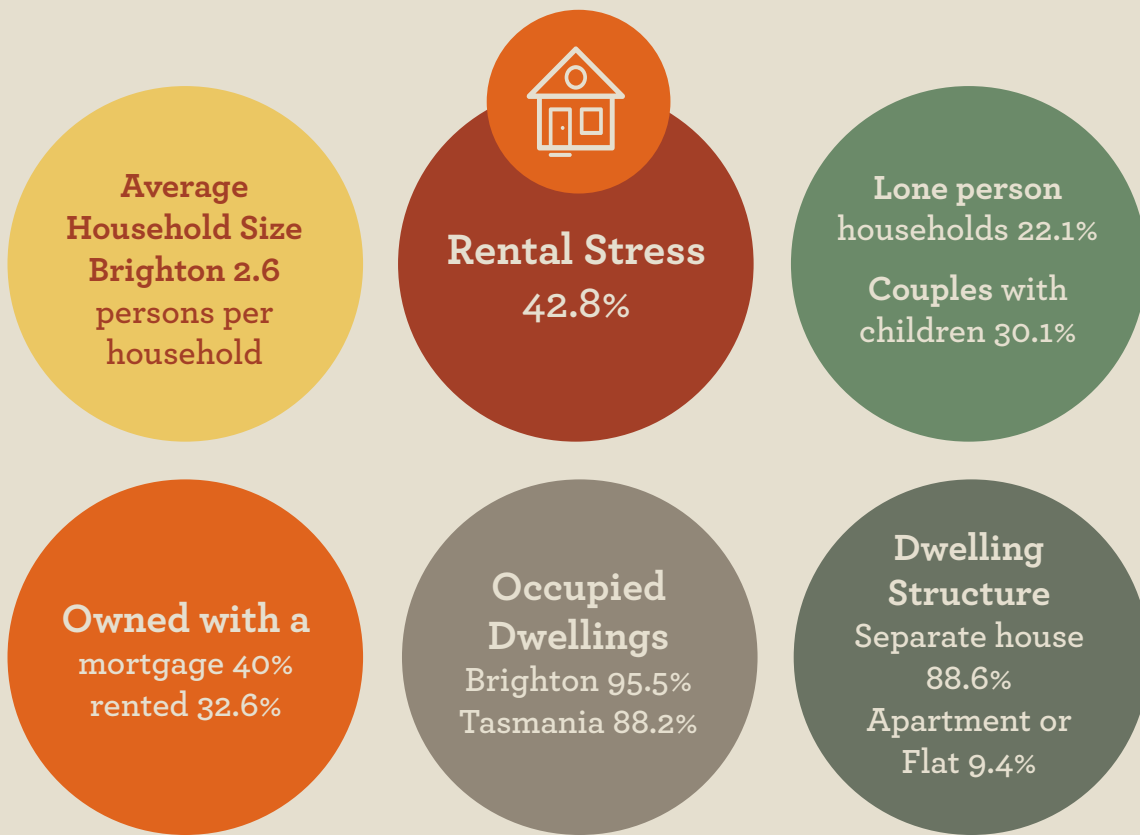 Average
Household Size
Brighton 2.6
persons per
household
Rental Stress
42.8%
Lone person
households 22.1%
Couples with
children 30.1%
Owned with a
mortgage 40%
rented 32.6%
Occupied
Dwellings
Brighton 95.5%
Tasmania 88.2%
Dwelling
Structure
Separate house
88.6%
Apartment or
Flat 9.4%